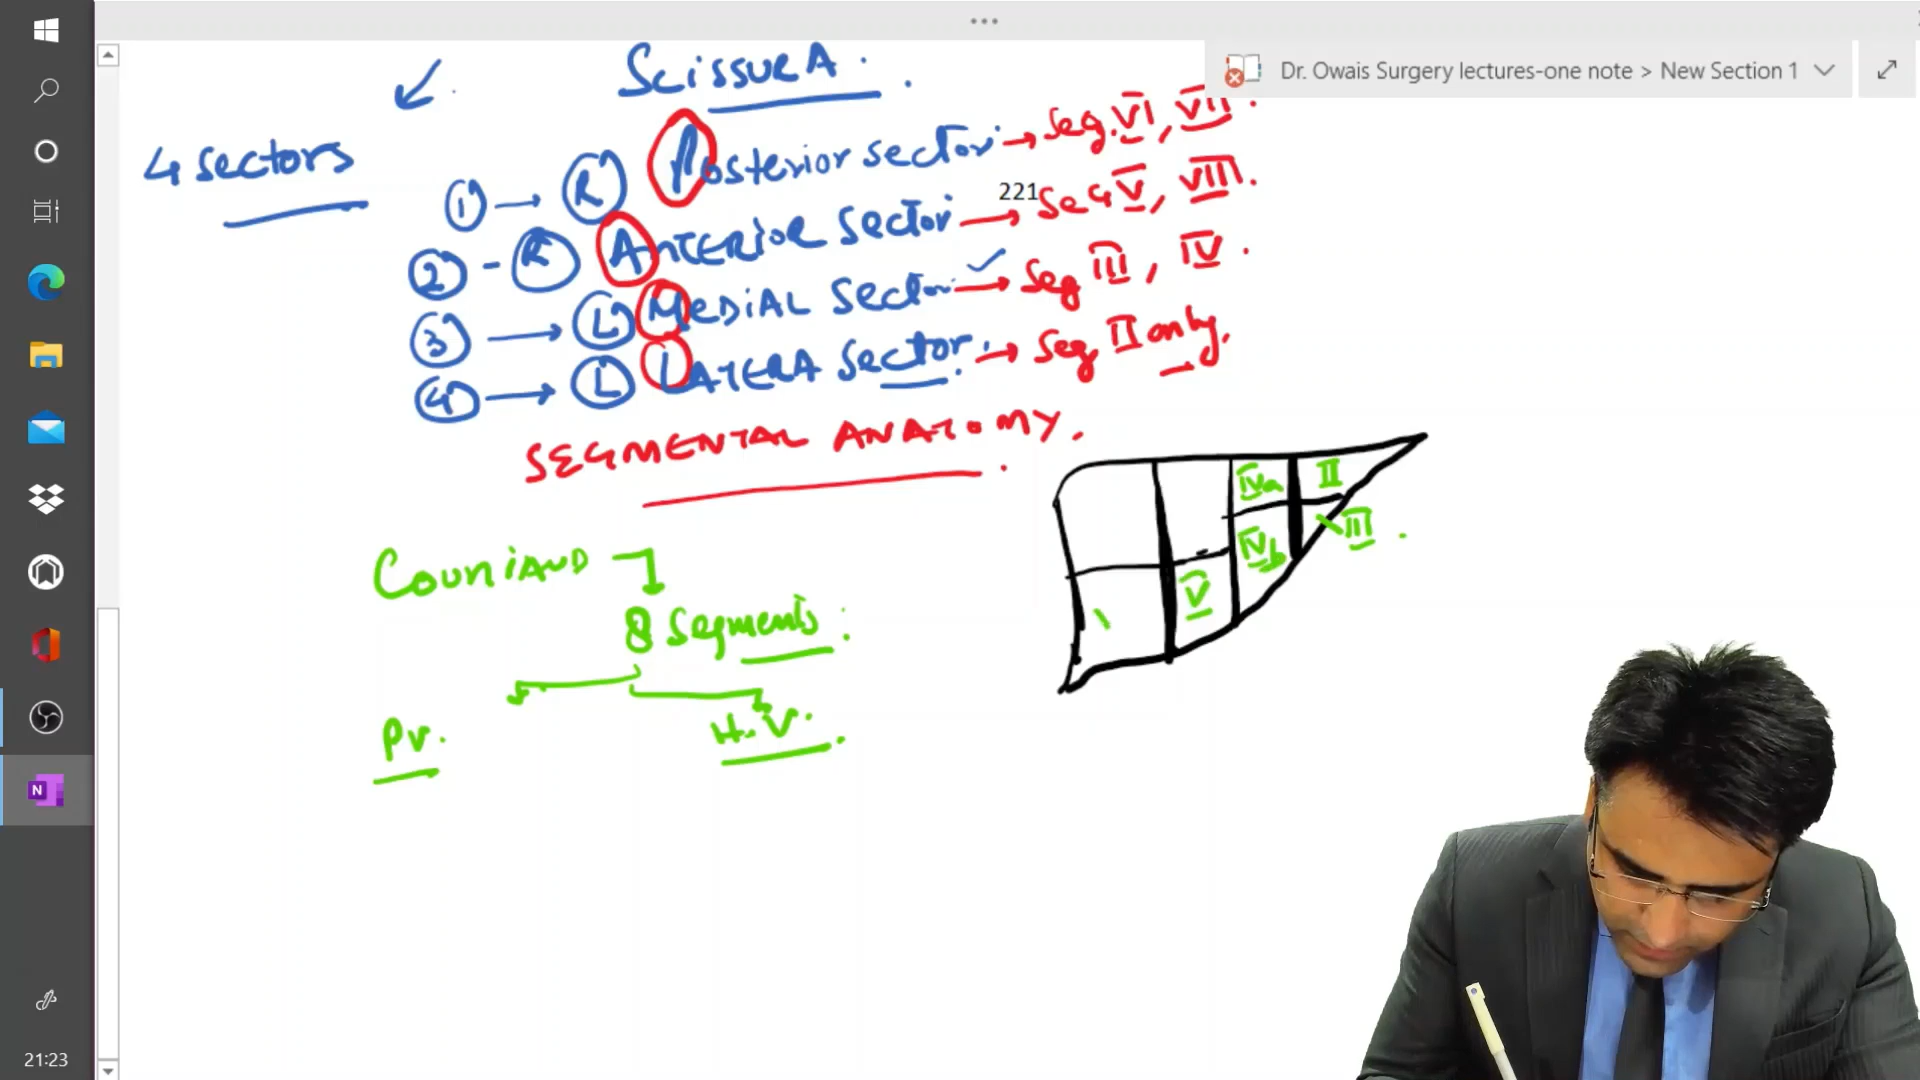 Dr. Owais Surgery lectures-one note > New Section 1
ScissurA.
4 sectors
1 → R Posterior sector → Seg. VI, VII.
221
2 - R ANTERIOR Sector → Seg V, VIII.
3 → L MEDIAL Sector → Seg III, IV.
4 → L LATERA Sector. → Seg II only.
SEGMENTAL ANATOMY.
IVa II
IVb III.
V
CouniAUD
8 Segments:
PV. H.V.
N
21:23